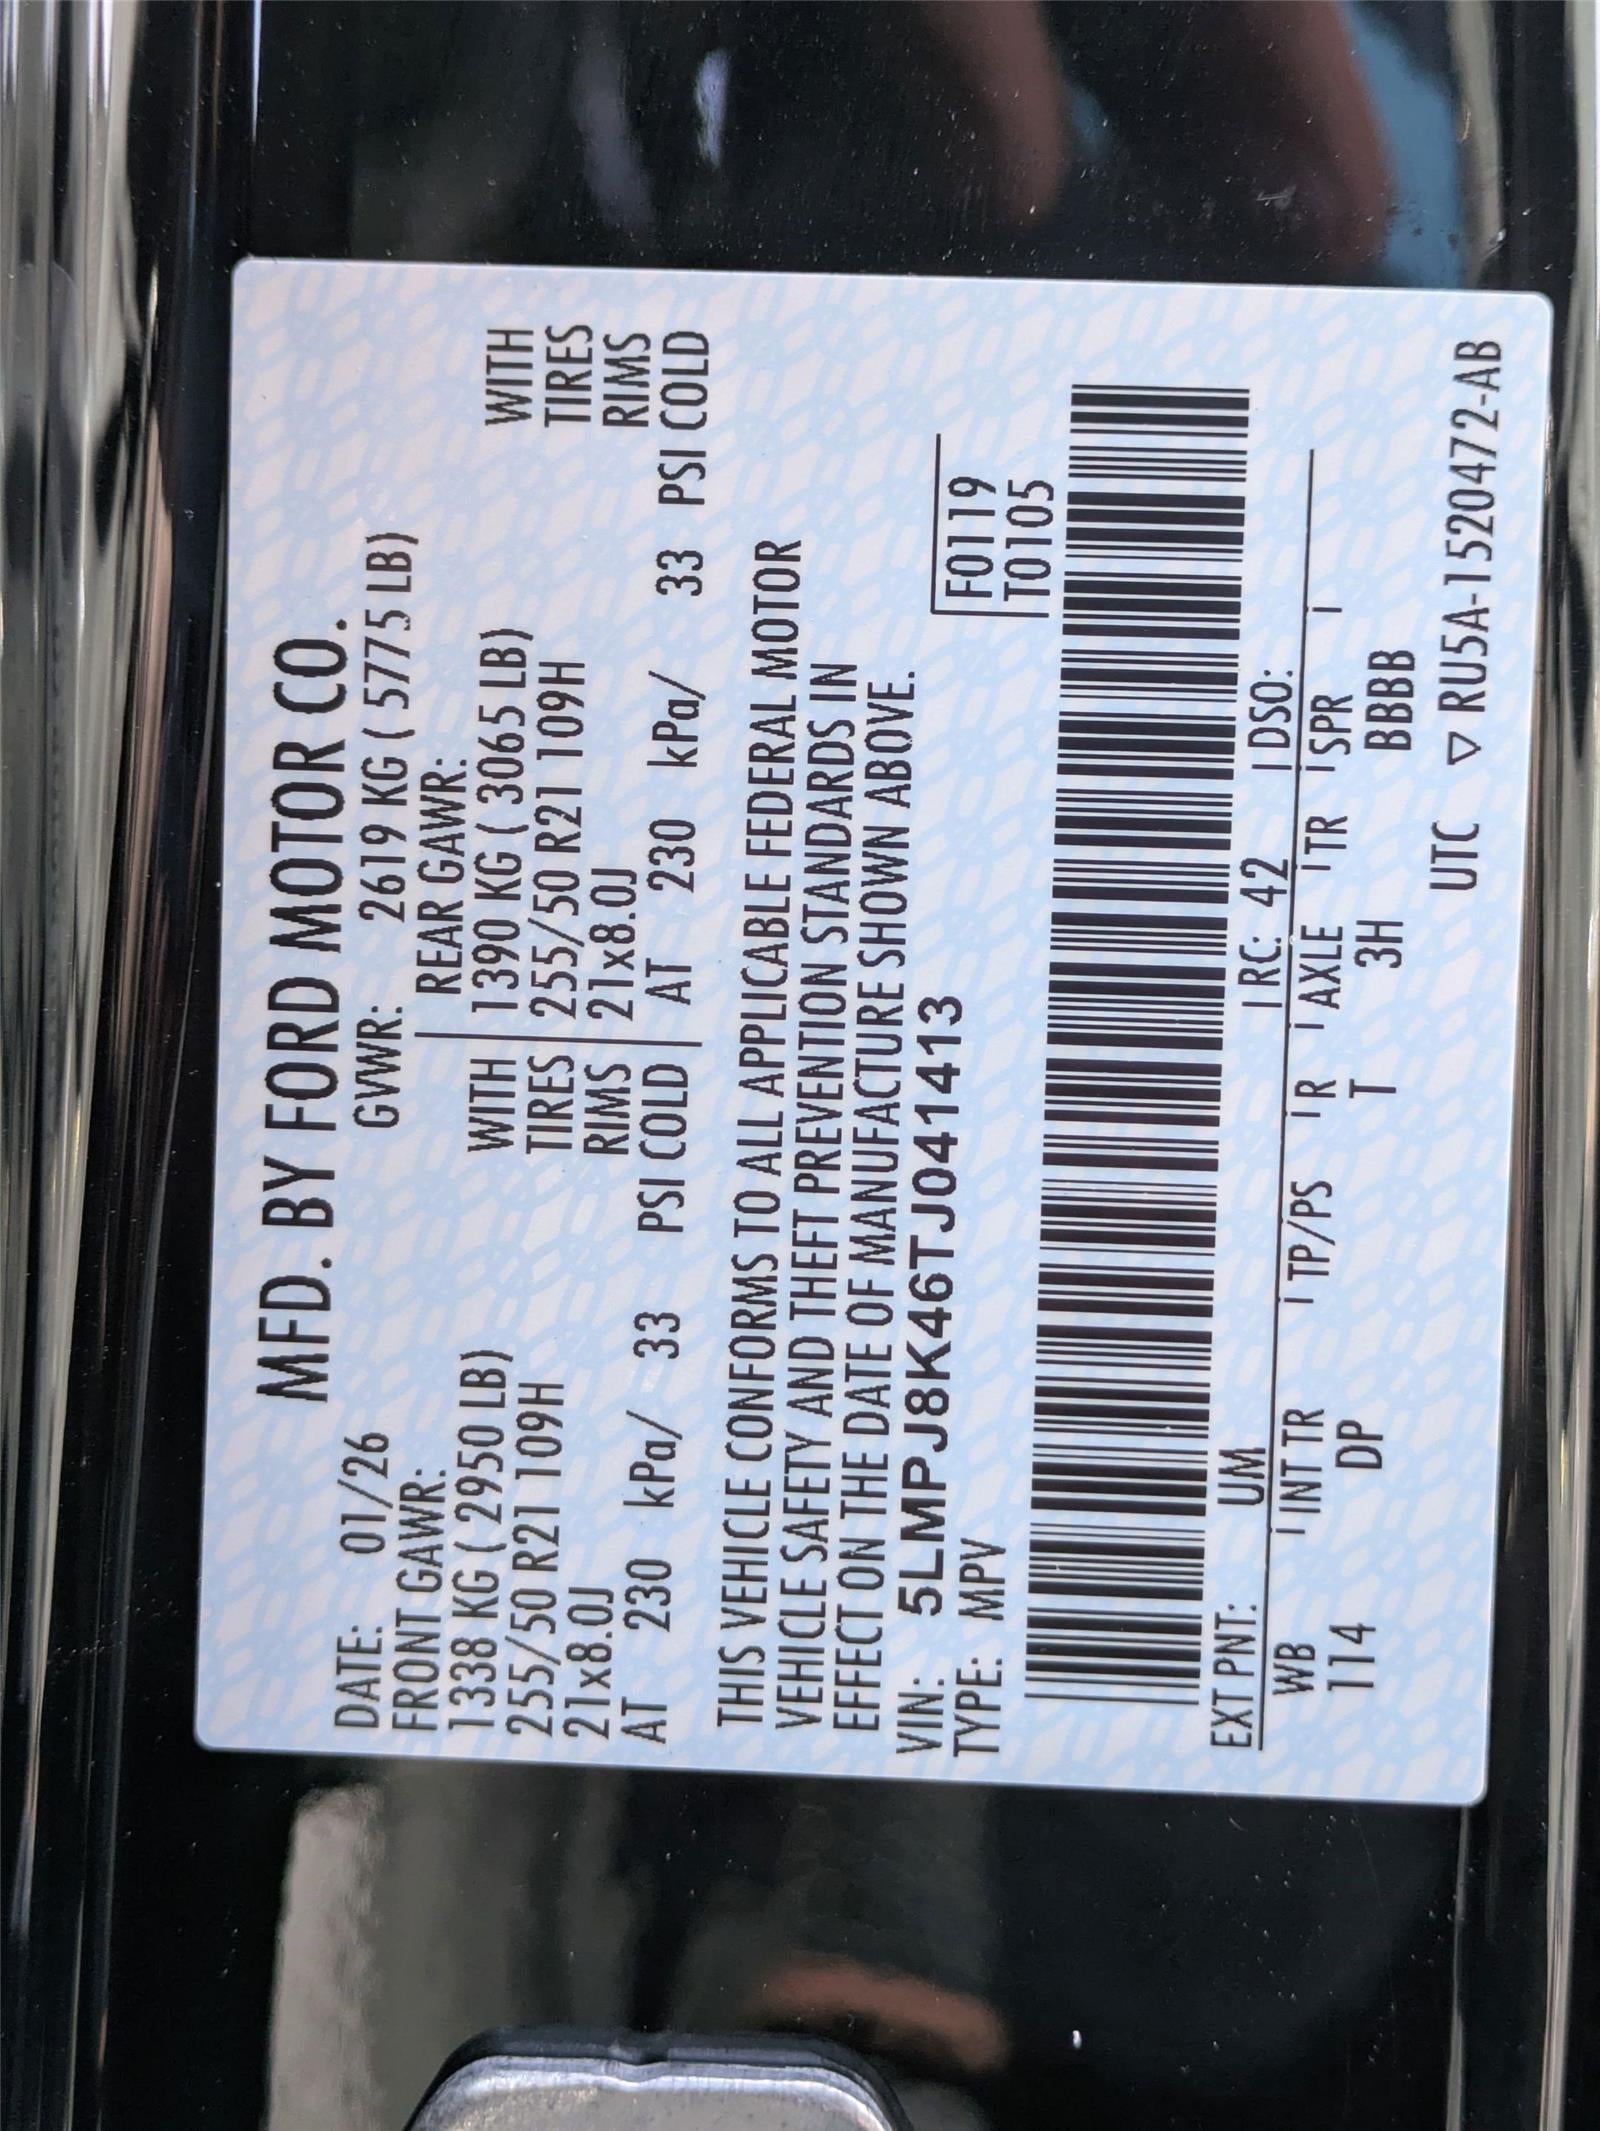 MFD. BY FORD MOTOR CO.
DATE: 01/26 GVWR: 2619 KG ( 5775 LB)
FRONT GAWR: REAR GAWR:
1338 KG ( 2950 LB) WITH 1390 KG ( 3065 LB) WITH
255/50 R21 109H TIRES 255/50 R21 109H TIRES
21x8.0J RIMS 21x8.0J RIMS
AT 230 kPa/ 33 PSI COLD AT 230 kPa/ 33 PSI COLD
THIS VEHICLE CONFORMS TO ALL APPLICABLE FEDERAL MOTOR
VEHICLE SAFETY AND THEFT PREVENTION STANDARDS IN
EFFECT ON THE DATE OF MANUFACTURE SHOWN ABOVE.
VIN: 5LMPJ8K46TJ041413
TYPE: MPV
F0119
T0105
EXT PNT: UM RC: 42 DSO:
WB INT TR TP/PS R AXLE TR SPR
114 DP T 3H BBBB
UTC ▽ RU5A-1520472-AB